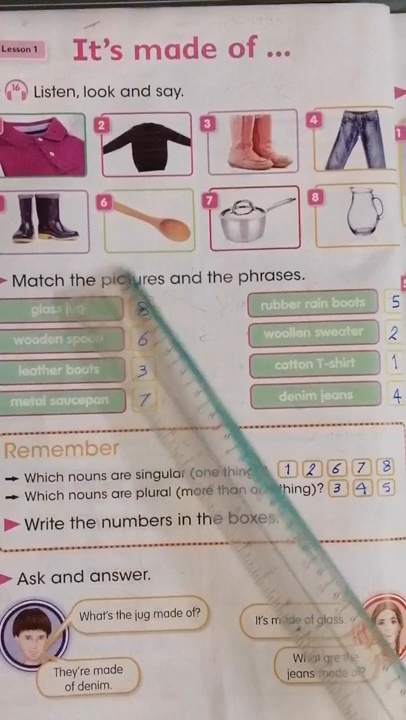 Lesson 1
It's made of ...
16 Listen, look and say.
2
3
4
1
6
7
8
Match the pictures and the phrases.
glass jug 8
rubber rain boots 5
wooden spoon 6
woollen sweater 2
leather boots 3
cotton T-shirt 1
metal saucepan 7
denim jeans 4
Remember
Which nouns are singular (one thing 1 2 6 7 8
Which nouns are plural (more than one thing)? 3 4 5
Write the numbers in the boxes.
Ask and answer.
What's the jug made of?
It's made of glass.
They're made
of denim.
What are the
jeans made of?